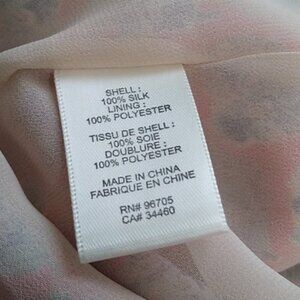 SHELL :
100% SILK
LINING :
100% POLYESTER
TISSU DE SHELL :
100% SOIE
DOUBLURE :
100% POLYESTER
MADE IN CHINA
FABRIQUE EN CHINE
RN# 96705
CA# 34460